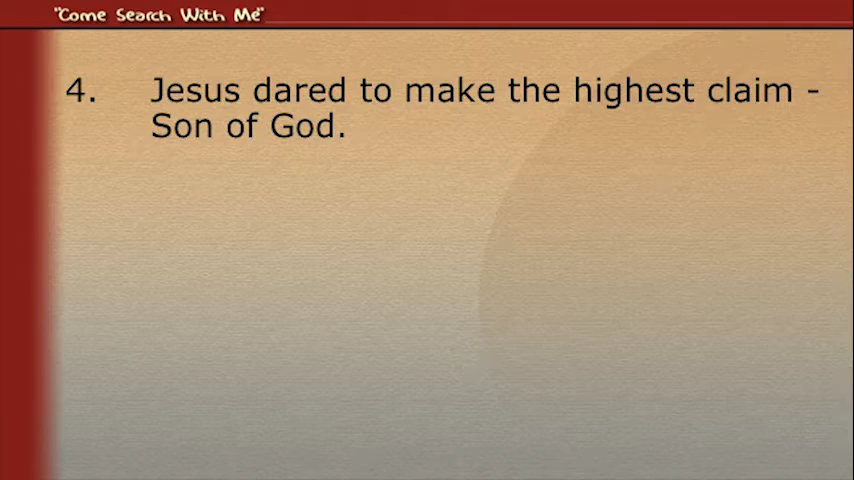 "Come Search With Me"
4. Jesus dared to make the highest claim -
Son of God.